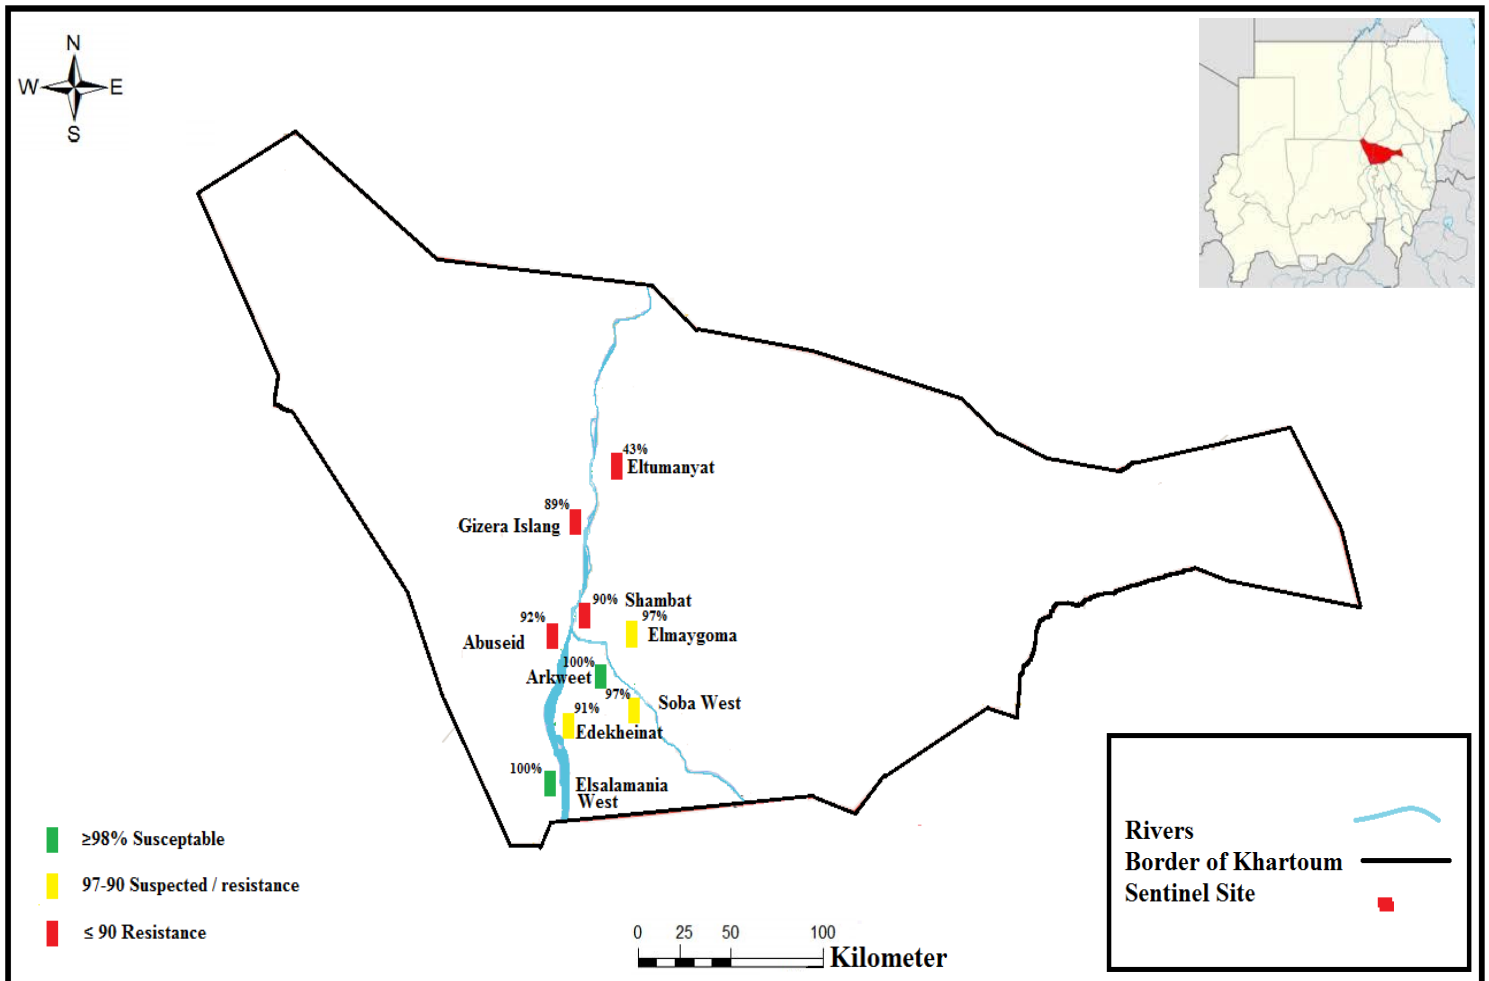 N
W E
S
43%
Eltumanyat
89%
Gizera Islang
90% Shambat
92%
97%
Abuseid
Elmaygoma
100%
Arkweet
97%
Soba West
91%
Edekheinat
100%
Elsalamania
West
≥98% Susceptable
97-90 Suspected / resistance
≤ 90 Resistance
0 25 50 100
Kilometer
Rivers
Border of Khartoum
Sentinel Site